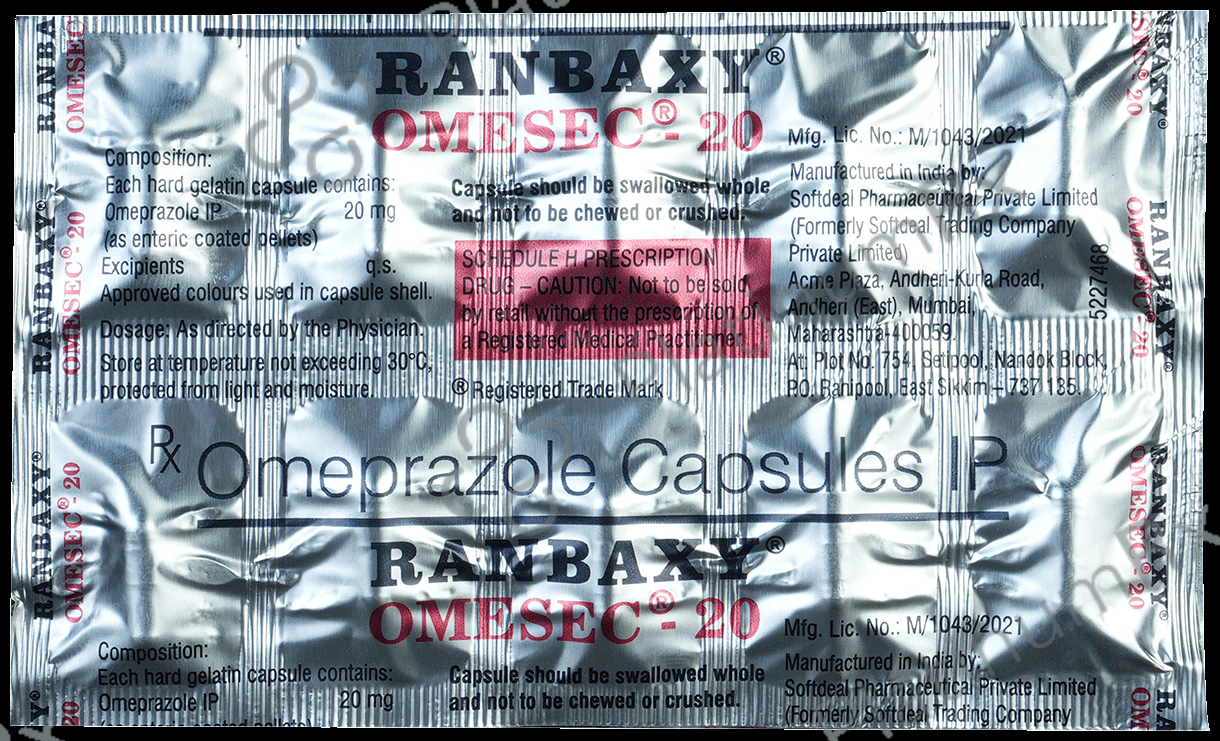 RANBAXY®
OMESEC®- 20
Composition:
Each hard gelatin capsule contains:
Omeprazole IP 20 mg
(as enteric coated pellets)
Excipients q.s.
Approved colours used in capsule shell.
Dosage: As directed by the Physician.
Store at temperature not exceeding 30°C,
protected from light and moisture.
Capsule should be swallowed whole
and not to be chewed or crushed.
SCHEDULE H PRESCRIPTION
DRUG – CAUTION: Not to be sold
by retail without the prescription of
a Registered Medical Practitioner.
® Registered Trade Mark
Mfg. Lic. No.: M/1043/2021
Manufactured in India by:
Softdeal Pharmaceutical Private Limited
(Formerly Softdeal Trading Company
Private Limited)
Acme Plaza, Andheri-Kurla Road,
Andheri (East), Mumbai,
Maharashtra-400059.
At: Plot No. 754, Setipool, Nandok Block,
P.O. Ranipool, East Sikkim – 737 135.
5227468
Rx Omeprazole Capsules IP
RANBAXY®
OMESEC®- 20
Composition:
Each hard gelatin capsule contains:
Omeprazole IP 20 mg
Capsule should be swallowed whole
and not to be chewed or crushed.
Mfg. Lic. No.: M/1043/2021
Manufactured in India by:
Softdeal Pharmaceutical Private Limited
(Formerly Softdeal Trading Company
RANBA
OMESEC
RANBAXY®
OMESEC®- 20
RANBAXY®
OMESEC®- 20
RANBAXY®
OMESEC®- 20
RANBAXY®
OMESEC®- 20